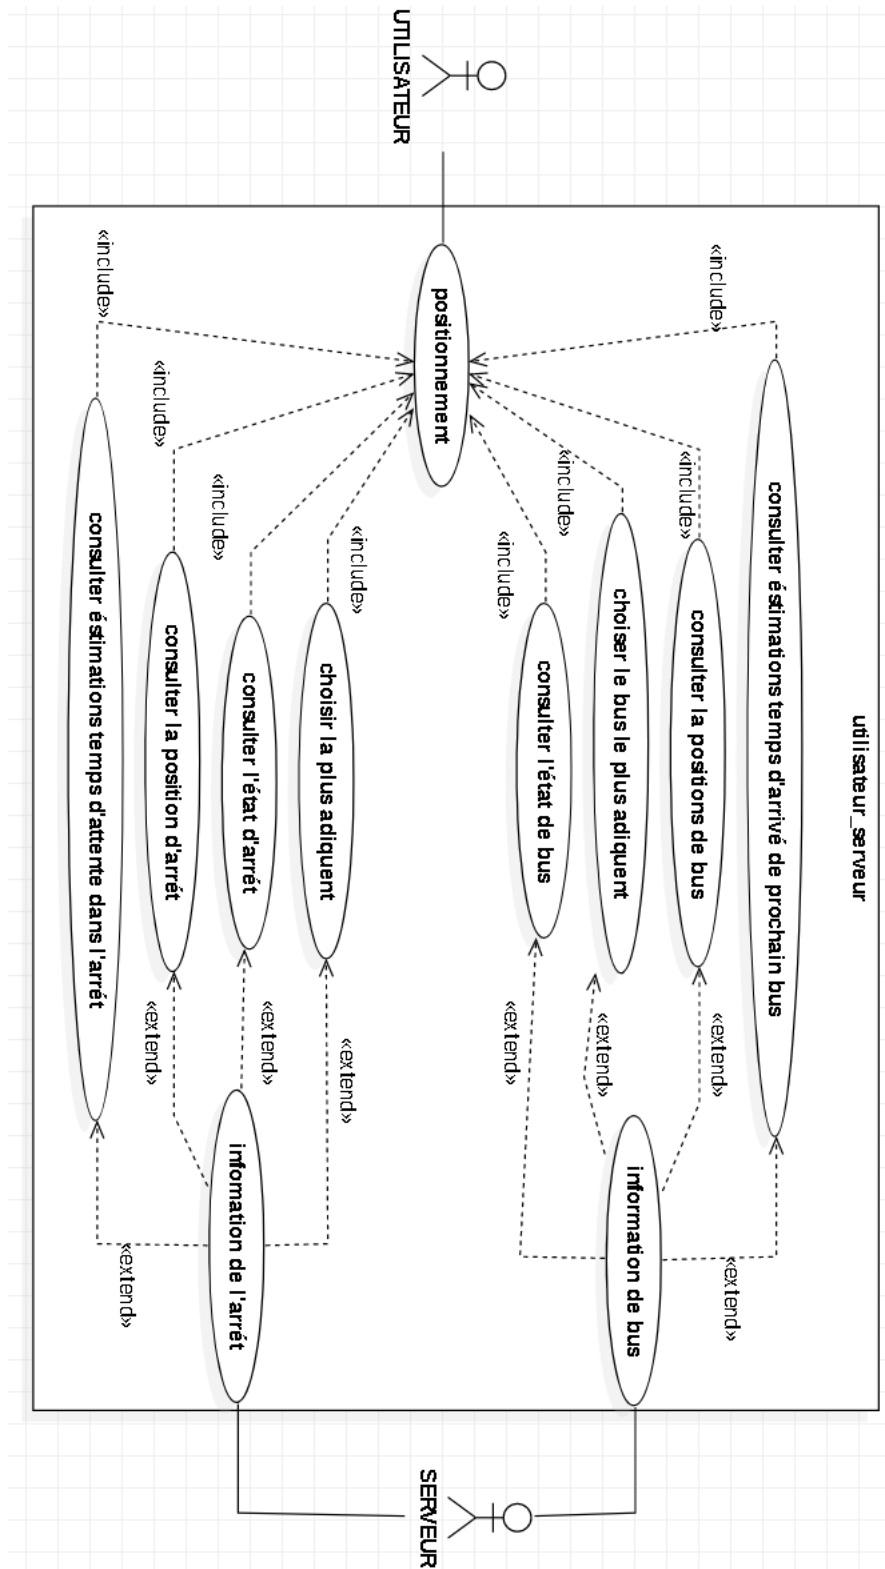 utilisateur_serveur
consulter éstimations temps d'arrivé de prochain bus
«include»
«extend»
«extend»
consulter la positions de bus
«include»
information de bus
choiser le bus le plus adiquent
«extend»
«include»
consulter l'état de bus
«extend»
«include»
positionnement
SERVEUR
UTILISATEUR
«include»
«extend»
choisir la plus adiquent
«extend»
consulter l'état d'arrét
infomation de l'arrét
«include»
consulter la position d'arrét
«include»
«extend»
«extend»
«include»
consulter éstimations temps d'attente dans l'arrét